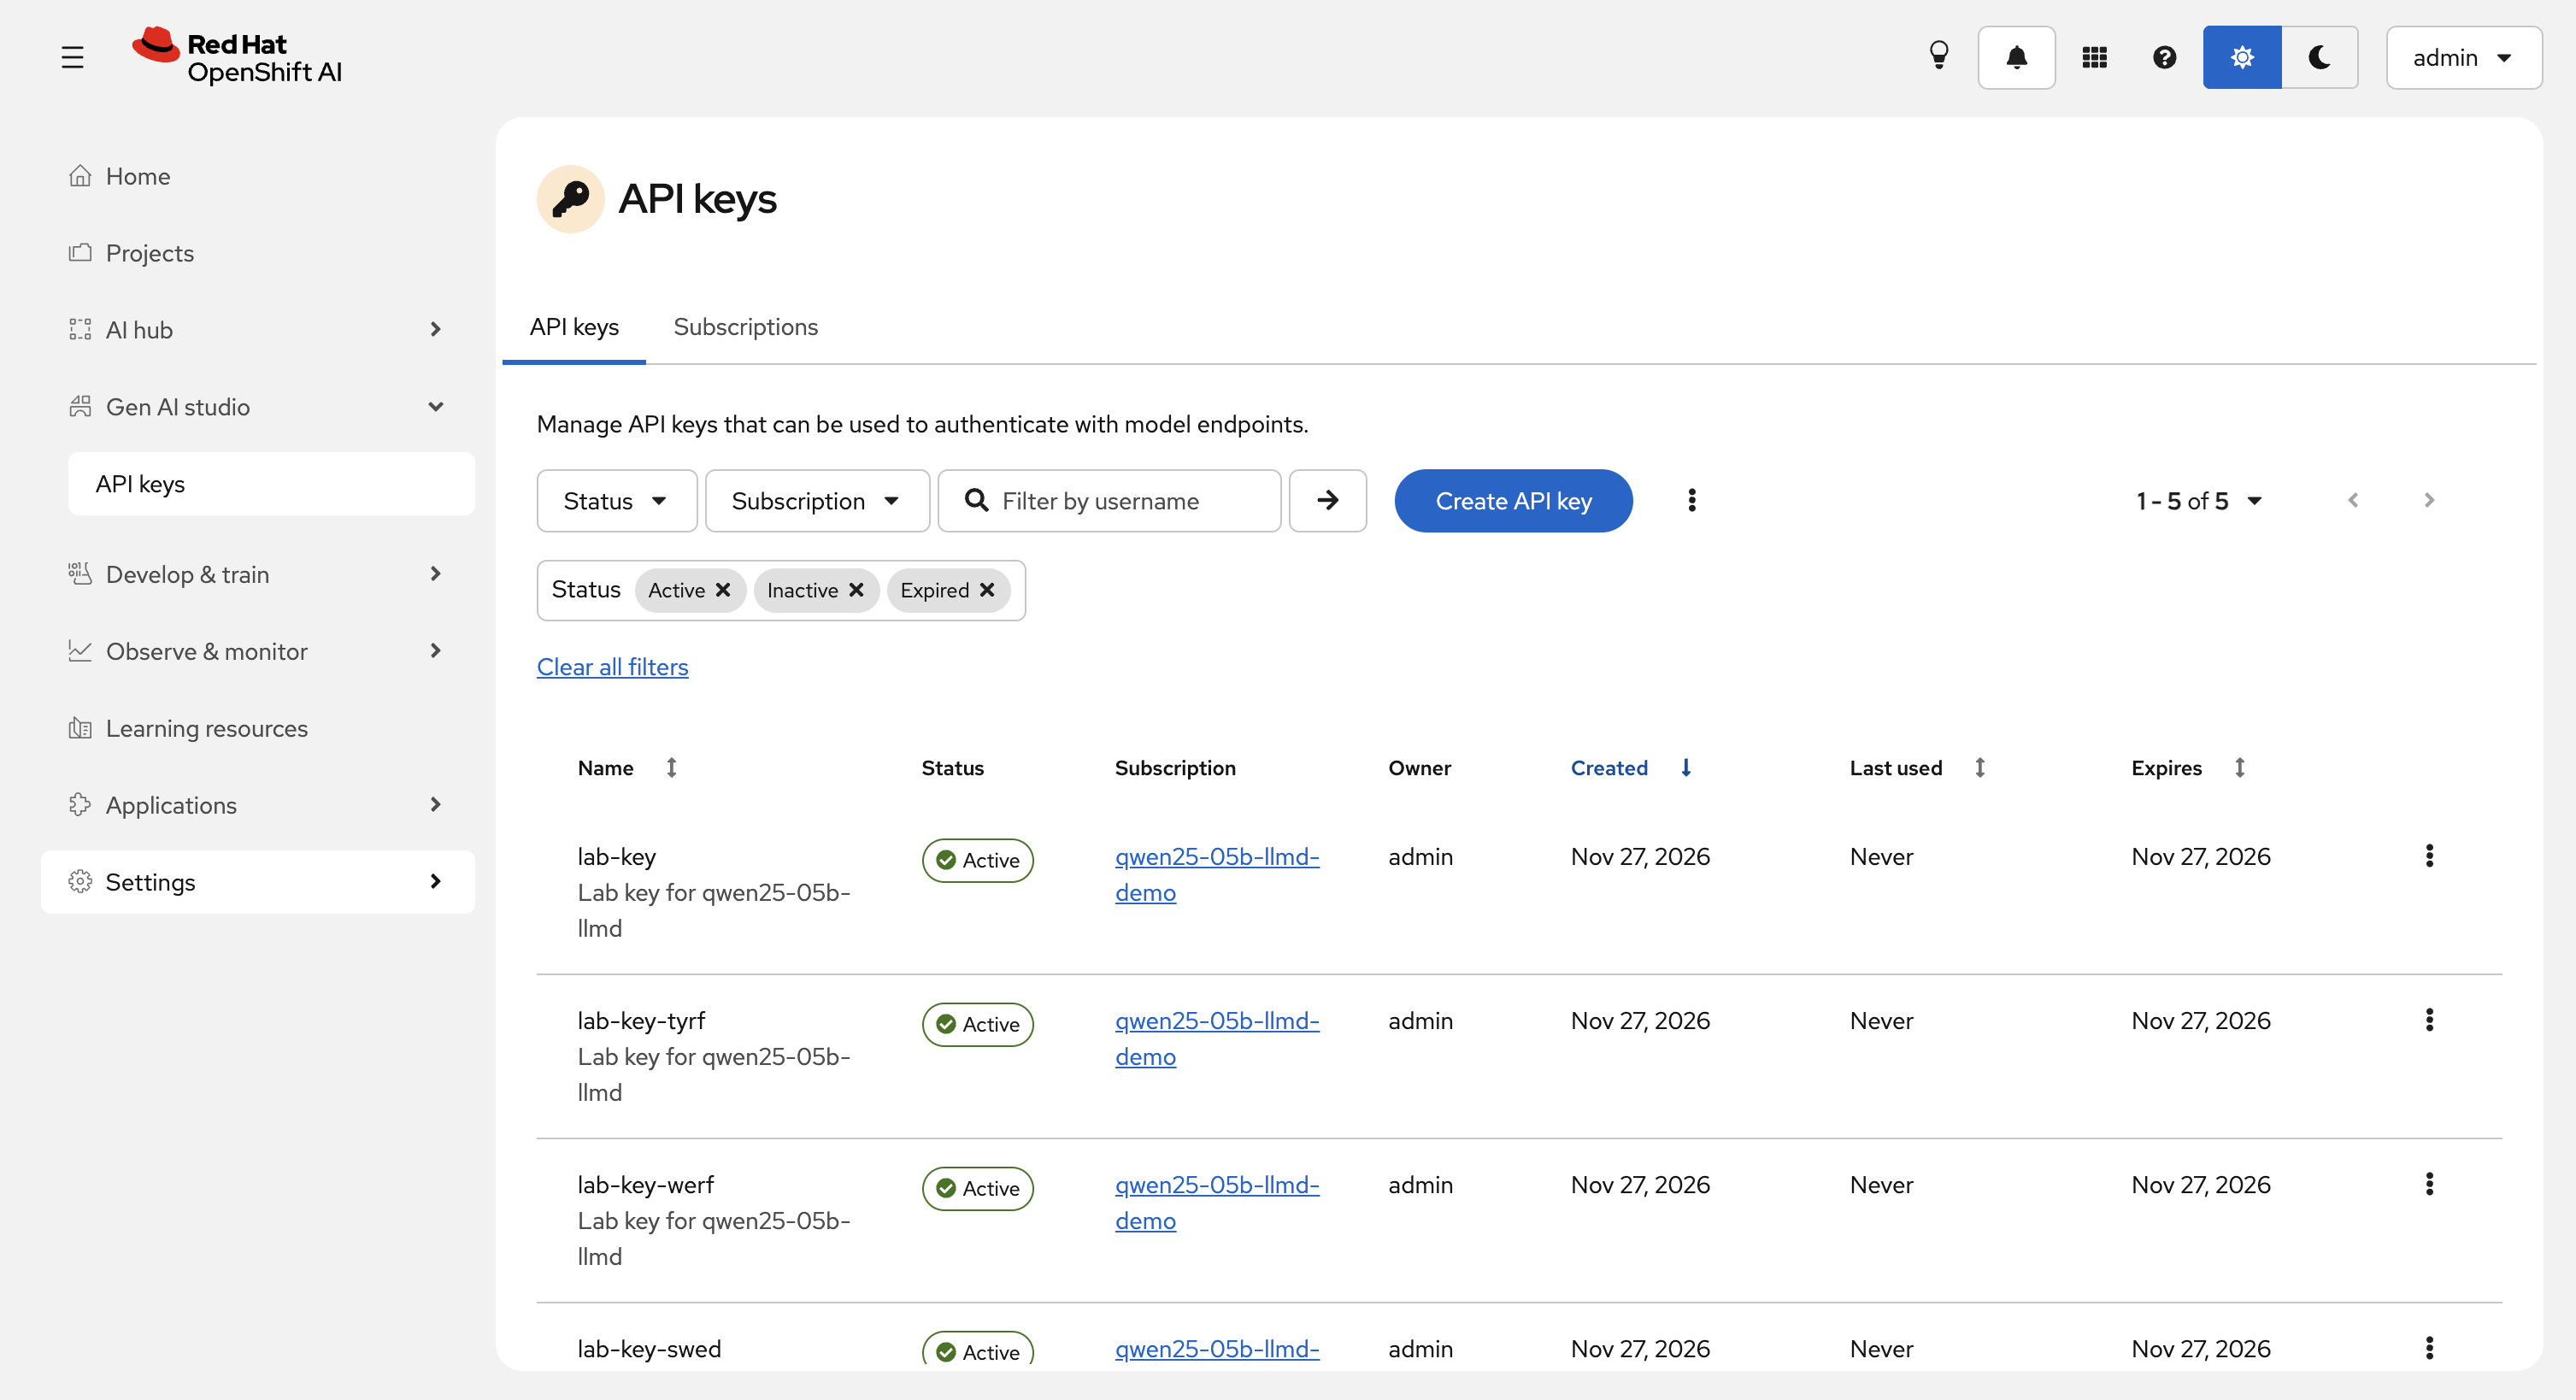 Red Hat
OpenShift AI
admin
Home
Projects
AI hub
Gen AI studio
API keys
Develop & train
Observe & monitor
Learning resources
Applications
Settings
API keys
API keys
Subscriptions
Manage API keys that can be used to authenticate with model endpoints.
Status
Subscription
Filter by username
Create API key
1 - 5 of 5
Status
Active
Inactive
Expired
Clear all filters
Name
Status
Subscription
Owner
Created
Last used
Expires
lab-key
Lab key for qwen25-05b-
llmd
Active
qwen25-05b-llmd-
demo
admin
Nov 27, 2026
Never
Nov 27, 2026
lab-key-tyrf
Lab key for qwen25-05b-
llmd
Active
qwen25-05b-llmd-
demo
admin
Nov 27, 2026
Never
Nov 27, 2026
lab-key-werf
Lab key for qwen25-05b-
llmd
Active
qwen25-05b-llmd-
demo
admin
Nov 27, 2026
Never
Nov 27, 2026
lab-key-swed
Active
qwen25-05b-llmd-
admin
Nov 27, 2026
Never
Nov 27, 2026